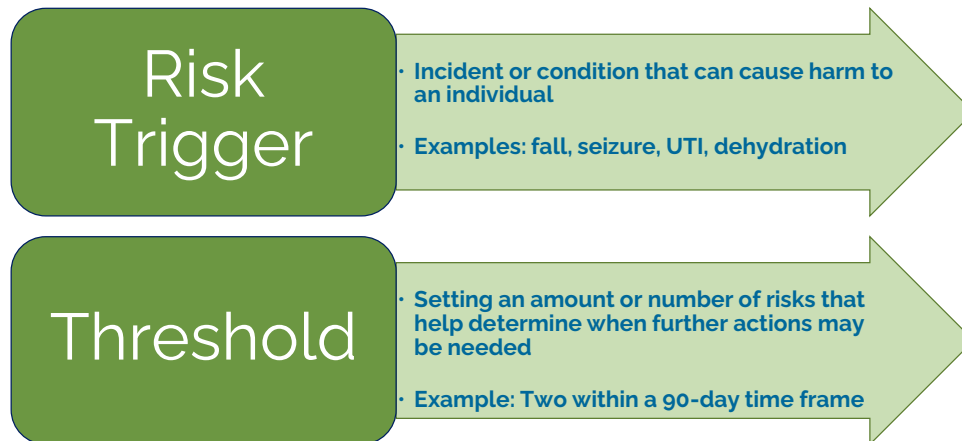 Risk
Trigger
• Incident or condition that can cause harm to
an individual
• Examples: fall, seizure, UTI, dehydration
Threshold
• Setting an amount or number of risks that
help determine when further actions may
be needed
• Example: Two within a 90-day time frame